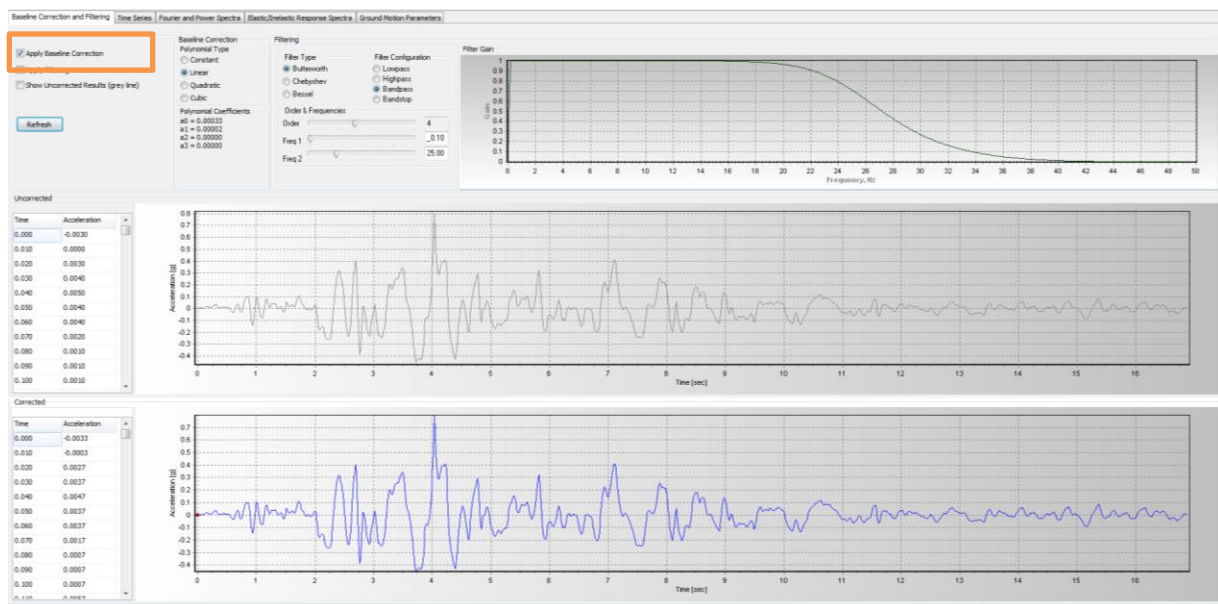 Baseline Correction and Filtering Time Series Fourier and Power Spectra Elastic/Inelastic Response Spectra Ground Motion Parameters
Apply Baseline Correction
Show Uncorrected Results (grey line)
Refresh
Baseline Correction
Polynomial Type
Constant
Linear
Quadratic
Cubic
Polynomial Coefficients
a0 = 0.00033
a1 = 0.00002
a2 = 0.00000
a3 = 0.00000
Filtering
Filter Type
Butterworth
Chebyshev
Bessel
Filter Configuration
Lowpass
Highpass
Bandpass
Bandstop
Order & Frequencies
Order 4
Freq 1 _0.10
Freq 2 25.00
Filter Gain
1
0.9
0.8
0.7
0.6
0.5
0.4
0.3
0.2
0.1
0
Gain
0 2 4 6 8 10 12 14 16 18 20 22 24 26 28 30 32 34 36 38 40 42 44 46 48 50
Frequency, Hz
Uncorrected
Time Acceleration
0.000 -0.0030
0.010 0.0000
0.020 0.0030
0.030 0.0040
0.040 0.0050
0.050 0.0040
0.060 0.0040
0.070 0.0020
0.080 0.0010
0.090 0.0010
0.100 0.0010
0.8
0.7
0.6
0.5
0.4
0.3
0.2
0.1
0
-0.1
-0.2
-0.3
-0.4
Acceleration [g]
0 1 2 3 4 5 6 7 8 9 10 11 12 13 14 15 16
Time [sec]
Corrected
Time Acceleration
0.000 -0.0033
0.010 -0.0003
0.020 0.0027
0.030 0.0037
0.040 0.0047
0.050 0.0037
0.060 0.0037
0.070 0.0017
0.080 0.0007
0.090 0.0007
0.100 0.0007
0.7
0.6
0.5
0.4
0.3
0.2
0.1
0
-0.1
-0.2
-0.3
-0.4
Acceleration [g]
0 1 2 3 4 5 6 7 8 9 10 11 12 13 14 15 16
Time [sec]